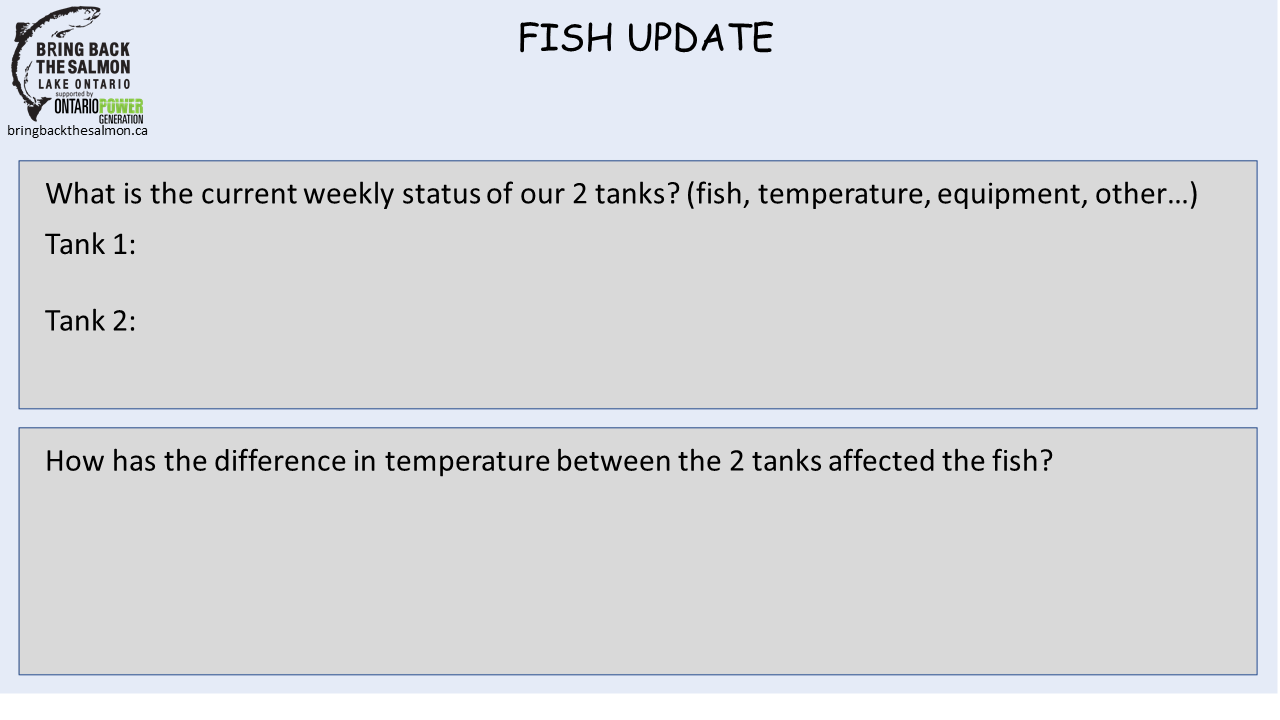 BRING BACK
THE SALMON
LAKE ONTARIO
supported by
ONTARIOPOWER
GENERATION
bringbackthesalmon.ca
FISH UPDATE
What is the current weekly status of our 2 tanks? (fish, temperature, equipment, other...)
Tank 1:
Tank 2:
How has the difference in temperature between the 2 tanks affected the fish?